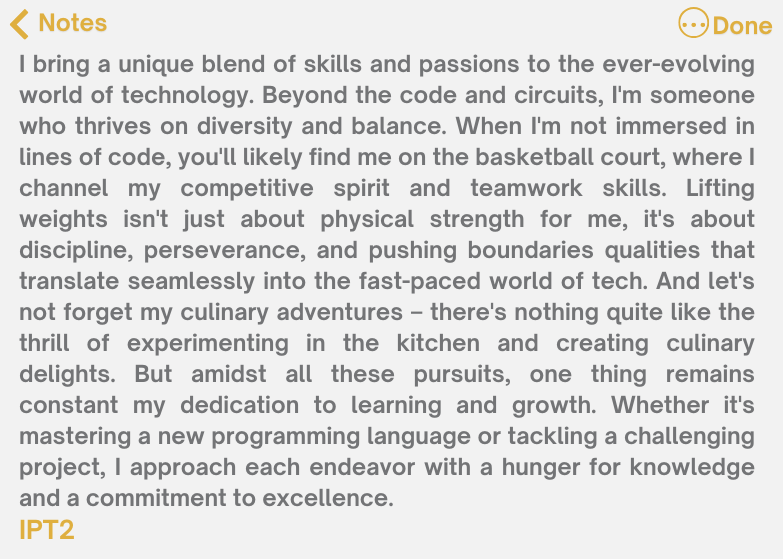 Notes
Done
I bring a unique blend of skills and passions to the ever-evolving
world of technology. Beyond the code and circuits, I'm someone
who thrives on diversity and balance. When I'm not immersed in
lines of code, you'll likely find me on the basketball court, where I
channel my competitive spirit and teamwork skills. Lifting
weights isn't just about physical strength for me, it's about
discipline, perseverance, and pushing boundaries qualities that
translate seamlessly into the fast-paced world of tech. And let's
not forget my culinary adventures – there's nothing quite like the
thrill of experimenting in the kitchen and creating culinary
delights. But amidst all these pursuits, one thing remains
constant my dedication to learning and growth. Whether it's
mastering a new programming language or tackling a challenging
project, I approach each endeavor with a hunger for knowledge
and a commitment to excellence.
IPT2